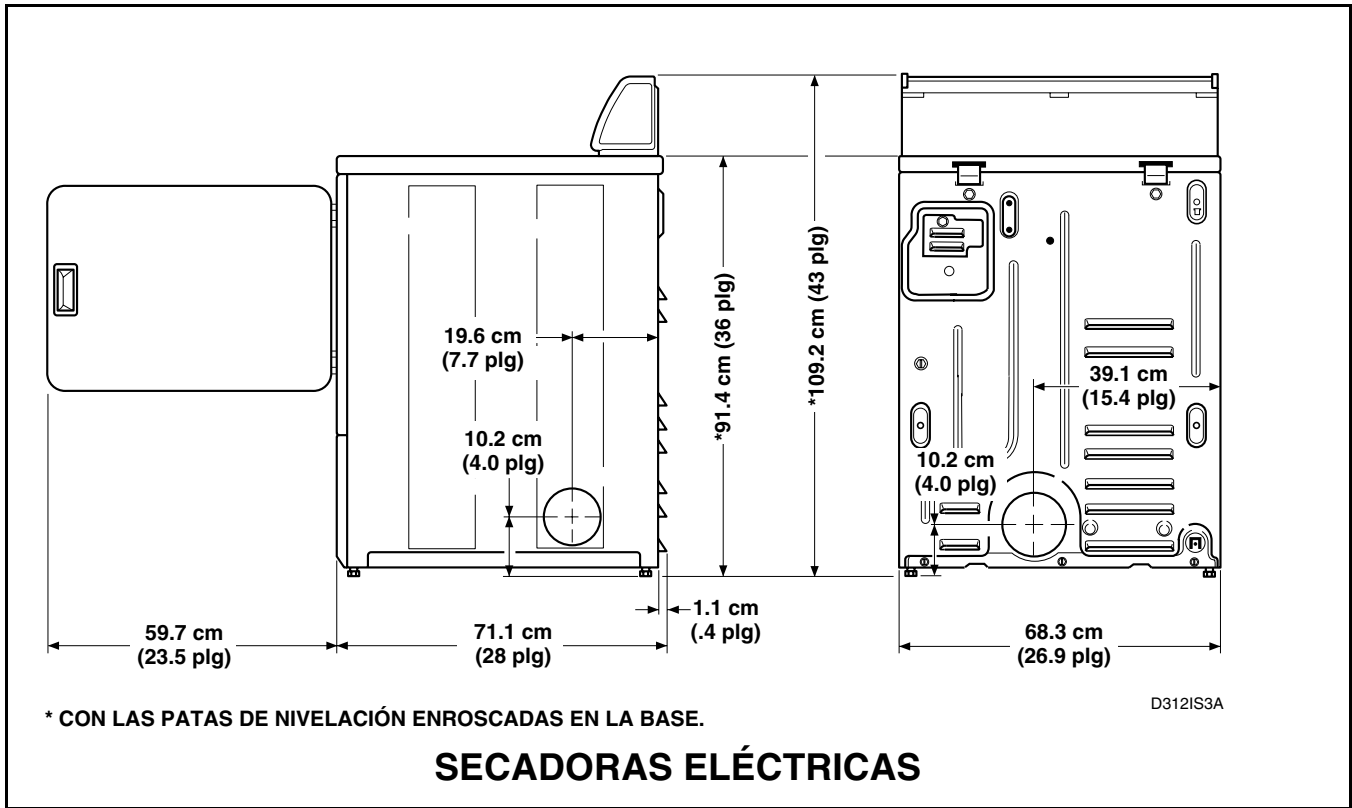 19.6 cm
(7.7 plg)
10.2 cm
(4.0 plg)
*91.4 cm (36 plg)
*109.2 cm (43 plg)
39.1 cm
(15.4 plg)
10.2 cm
(4.0 plg)
59.7 cm
(23.5 plg)
71.1 cm
(28 plg)
1.1 cm
(.4 plg)
68.3 cm
(26.9 plg)
* CON LAS PATAS DE NIVELACIÓN ENROSCADAS EN LA BASE.
D312IS3A
SECADORAS ELÉCTRICAS